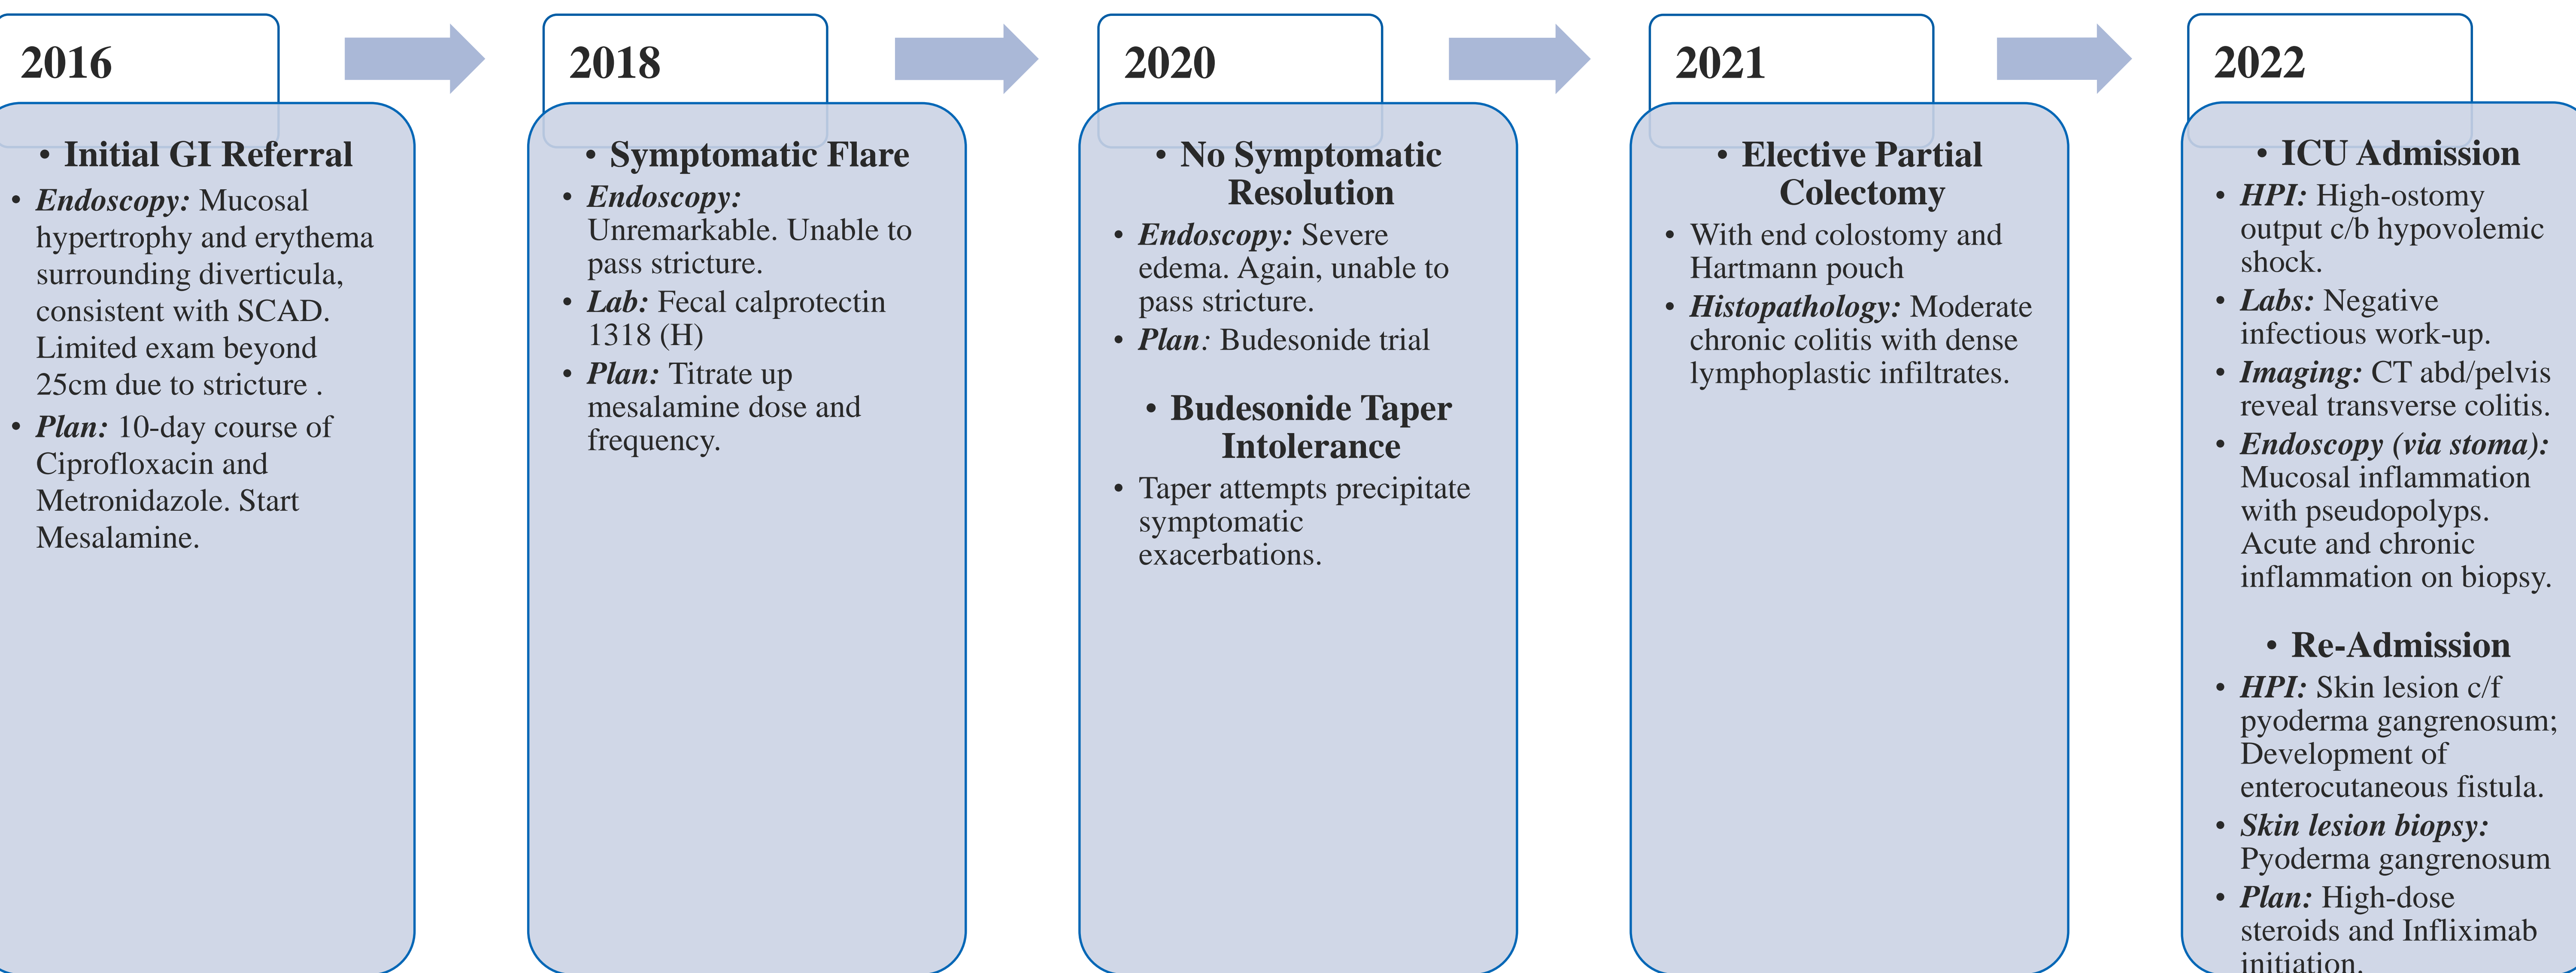 2016
• Initial GI Referral
• Endoscopy: Mucosal
hypertrophy and erythema
surrounding diverticula,
consistent with SCAD.
Limited exam beyond
25cm due to stricture .
• Plan: 10-day course of
Ciprofloxacin and
Metronidazole. Start
Mesalamine.
2018
• Symptomatic Flare
• Endoscopy:
Unremarkable. Unable to
pass stricture.
• Lab: Fecal calprotectin
1318 (H)
• Plan: Titrate up
mesalamine dose and
frequency.
2020
• No Symptomatic
Resolution
• Endoscopy: Severe
edema. Again, unable to
pass stricture.
• Plan: Budesonide trial
• Budesonide Taper
Intolerance
• Taper attempts precipitate
symptomatic
exacerbations.
2021
• Elective Partial
Colectomy
• With end colostomy and
Hartmann pouch
• Histopathology: Moderate
chronic colitis with dense
lymphoplastic infiltrates.
2022
• ICU Admission
• HPI: High-ostomy
output c/b hypovolemic
shock.
• Labs: Negative
infectious work-up.
• Imaging: CT abd/pelvis
reveal transverse colitis.
• Endoscopy (via stoma):
Mucosal inflammation
with pseudopolyps.
Acute and chronic
inflammation on biopsy.
• Re-Admission
• HPI: Skin lesion c/f
pyoderma gangrenosum;
Development of
enterocutaneous fistula.
• Skin lesion biopsy:
Pyoderma gangrenosum
• Plan: High-dose
steroids and Infliximab
initiation.